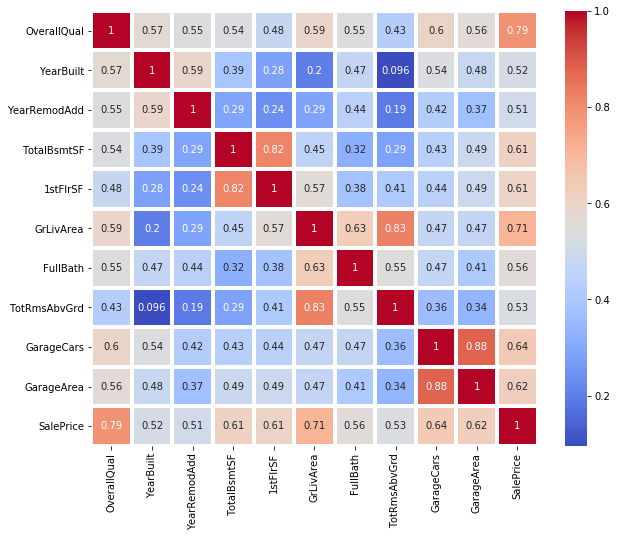 OverallQual 1 0.57 0.55 0.54 0.48 0.59 0.55 0.43 0.6 0.56 0.79
YearBuilt 0.57 1 0.59 0.39 0.28 0.2 0.47 0.096 0.54 0.48 0.52
YearRemodAdd 0.55 0.59 1 0.29 0.24 0.29 0.44 0.19 0.42 0.37 0.51
TotalBsmtSF 0.54 0.39 0.29 1 0.82 0.45 0.32 0.29 0.43 0.49 0.61
1stFlrSF 0.48 0.28 0.24 0.82 1 0.57 0.38 0.41 0.44 0.49 0.61
GrLivArea 0.59 0.2 0.29 0.45 0.57 1 0.63 0.83 0.47 0.47 0.71
FullBath 0.55 0.47 0.44 0.32 0.38 0.63 1 0.55 0.47 0.41 0.56
TotRmsAbvGrd 0.43 0.096 0.19 0.29 0.41 0.83 0.55 1 0.36 0.34 0.53
GarageCars 0.6 0.54 0.42 0.43 0.44 0.47 0.47 0.36 1 0.88 0.64
GarageArea 0.56 0.48 0.37 0.49 0.49 0.47 0.41 0.34 0.88 1 0.62
SalePrice 0.79 0.52 0.51 0.61 0.61 0.71 0.56 0.53 0.64 0.62 1
OverallQual
YearBuilt
YearRemodAdd
TotalBsmtSF
1stFlrSF
GrLivArea
FullBath
TotRmsAbvGrd
GarageCars
GarageArea
SalePrice
1.0
0.8
0.6
0.4
0.2